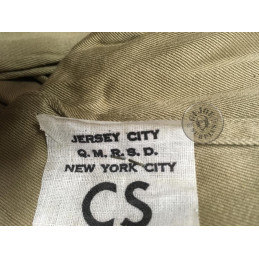 JERSEY CITY
Q. M. R. S. D.
NEW YORK CITY
CS